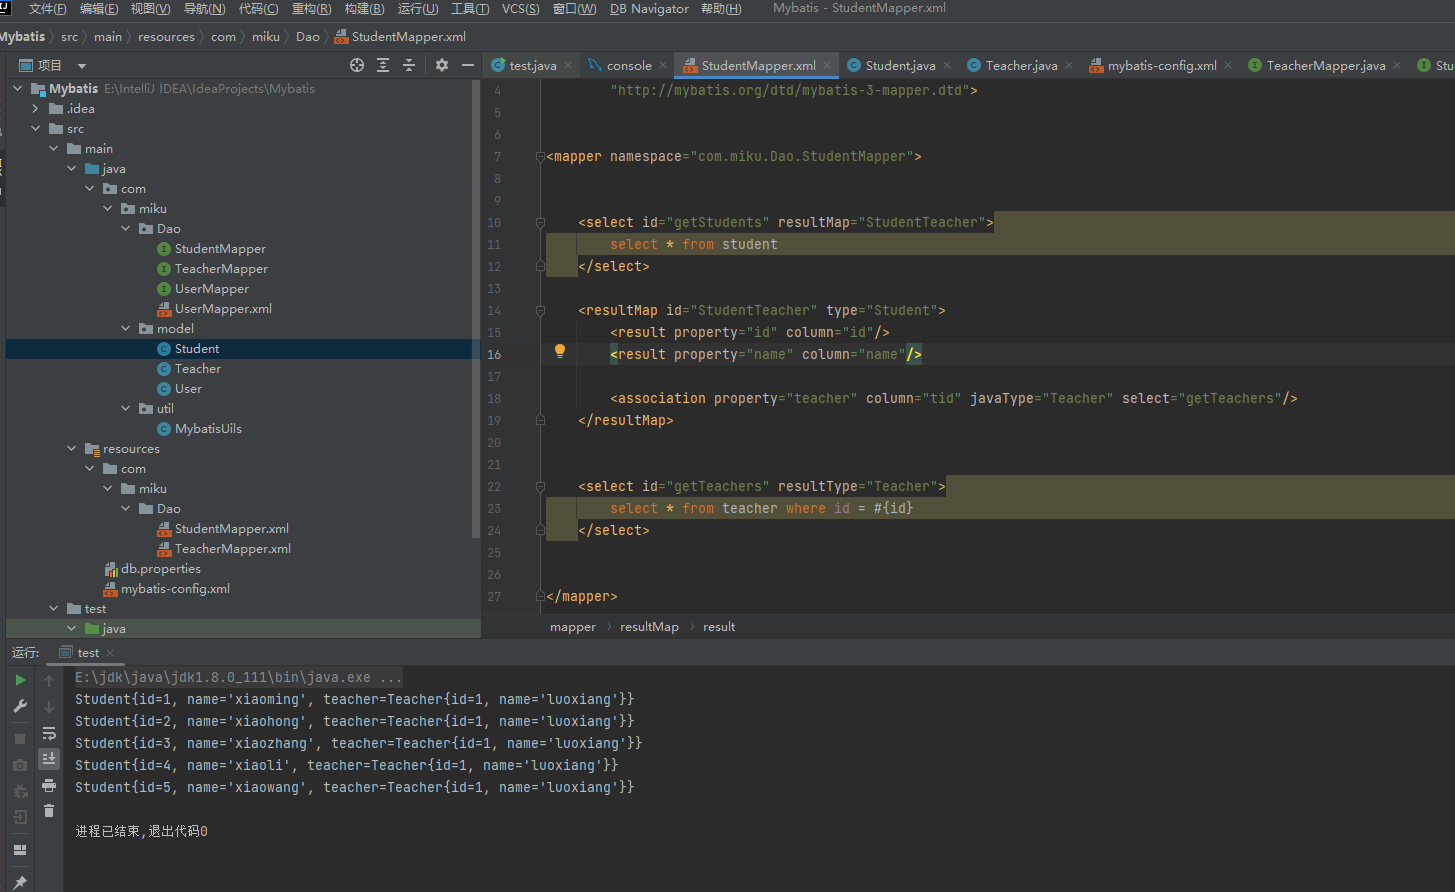 文件(F) 编辑(E) 视图(V) 导航(N) 代码(C) 重构(R) 构建(B) 运行(U) 工具(T) VCS(S) 窗口(W) DB Navigator 帮助(H) Mybatis - StudentMapper.xml
Mybatis src main resources com miku Dao StudentMapper.xml
项目
test.java console StudentMapper.xml Student.java Teacher.java mybatis-config.xml TeacherMapper.java Stu
Mybatis E:\IntelliJ IDEA\IdeaProjects\Mybatis
.idea
src
main
java
com
miku
Dao
StudentMapper
TeacherMapper
UserMapper
UserMapper.xml
model
Student
Teacher
User
util
MybatisUils
resources
com
miku
Dao
StudentMapper.xml
TeacherMapper.xml
db.properties
mybatis-config.xml
test
java
4 "http://mybatis.org/dtd/mybatis-3-mapper.dtd">
5
6
7 <mapper namespace="com.miku.Dao.StudentMapper">
8
9
10 <select id="getStudents" resultMap="StudentTeacher">
11 select * from student
12 </select>
13
14 <resultMap id="StudentTeacher" type="Student">
15 <result property="id" column="id"/>
16 <result property="name" column="name"/>
17
18 <association property="teacher" column="tid" javaType="Teacher" select="getTeachers"/>
19 </resultMap>
20
21
22 <select id="getTeachers" resultType="Teacher">
23 select * from teacher where id = #{id}
24 </select>
25
26
27 </mapper>
mapper resultMap result
运行: test
E:\jdk\java\jdk1.8.0_111\bin\java.exe ...
Student{id=1, name='xiaoming', teacher=Teacher{id=1, name='luoxiang'}}
Student{id=2, name='xiaohong', teacher=Teacher{id=1, name='luoxiang'}}
Student{id=3, name='xiaozhang', teacher=Teacher{id=1, name='luoxiang'}}
Student{id=4, name='xiaoli', teacher=Teacher{id=1, name='luoxiang'}}
Student{id=5, name='xiaowang', teacher=Teacher{id=1, name='luoxiang'}}
进程已结束,退出代码0